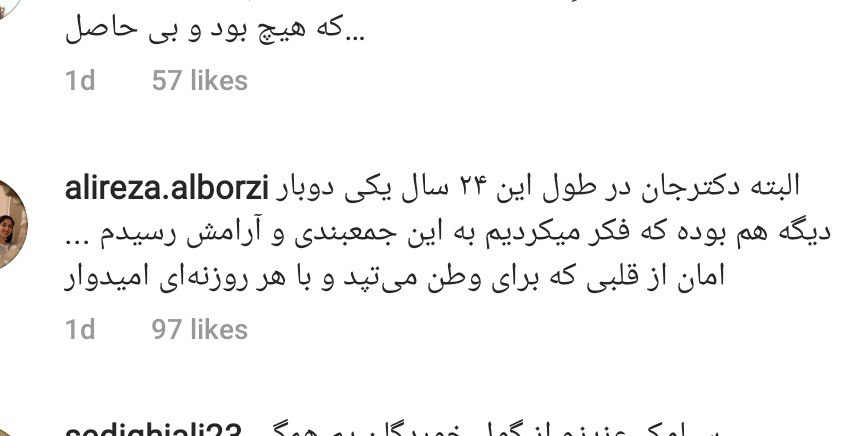 که هیچ بود و بی حاصل...
1d 57 likes
alireza.alborzi البته دکترجان در طول این ۲۴ سال یکی دوبار
دیگه هم بوده که فکر میکردیم به این جمعبندی و آرامش رسیدم ...
امان از قلبی که برای وطن می‌تپد و با هر روزنه‌ای امیدوار
1d 97 likes
sedighiali23